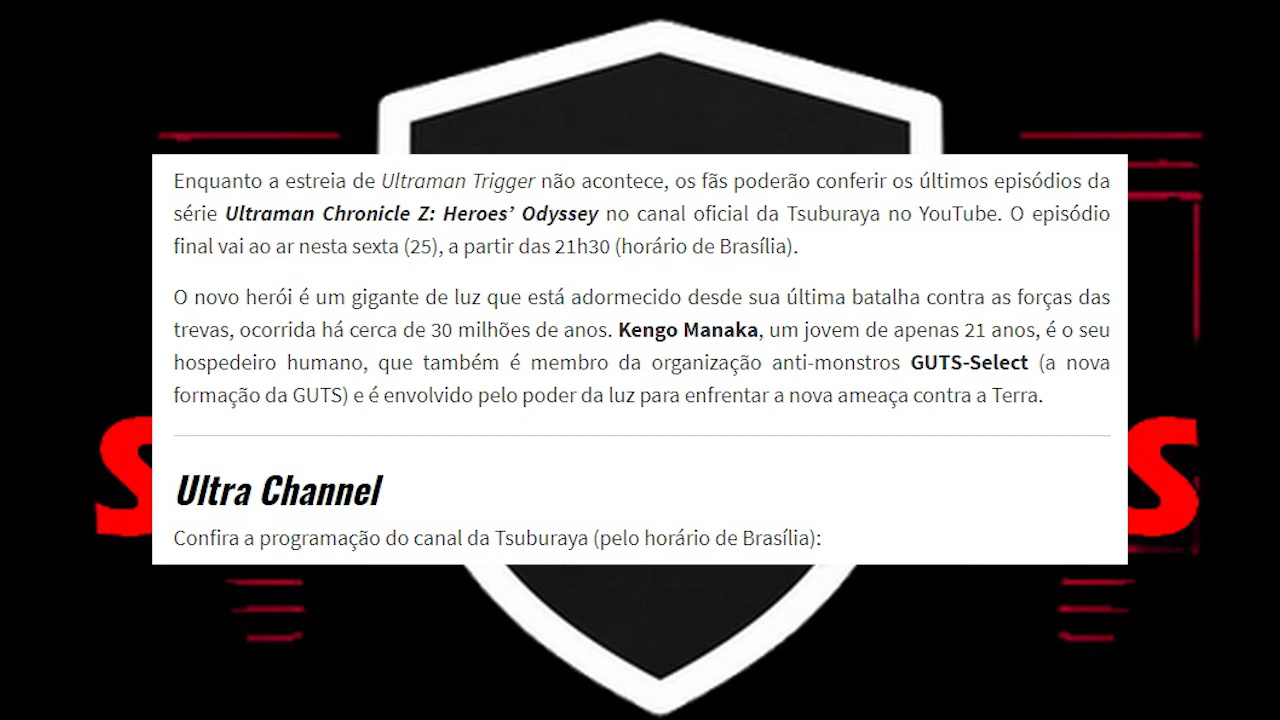 Enquanto a estreia de Ultraman Trigger não acontece, os fãs poderão conferir os últimos episódios da
série Ultraman Chronicle Z: Heroes’ Odyssey no canal oficial da Tsuburaya no YouTube. O episódio
final vai ao ar nesta sexta (25), a partir das 21h30 (horário de Brasília).
O novo herói é um gigante de luz que está adormecido desde sua última batalha contra as forças das
trevas, ocorrida há cerca de 30 milhões de anos. Kengo Manaka, um jovem de apenas 21 anos, é o seu
hospedeiro humano, que também é membro da organização anti-monstros GUTS-Select (a nova
formação da GUTS) e é envolvido pelo poder da luz para enfrentar a nova ameaça contra a Terra.
Ultra Channel
Confira a programação do canal da Tsuburaya (pelo horário de Brasília):